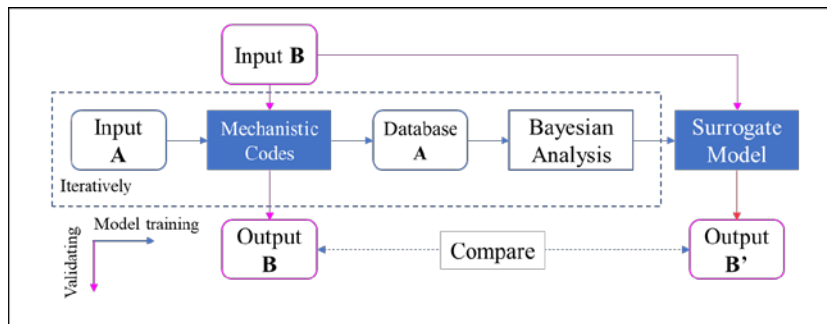 Input B
Input
A
Mechanistic
Codes
Database
A
Bayesian
Analysis
Surrogate
Model
Iteratively
Model training
Validating
Output
B
Compare
Output
B’